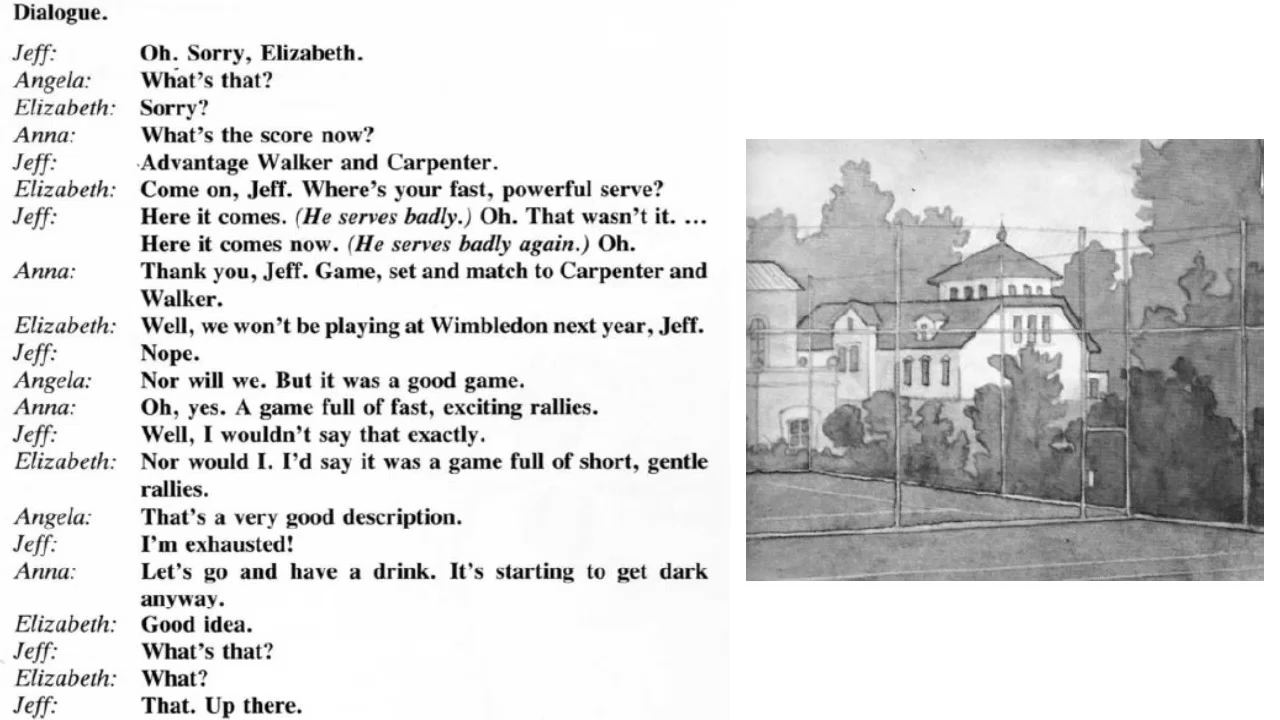 Dialogue.
Jeff: Oh. Sorry, Elizabeth.
Angela: What's that?
Elizabeth: Sorry?
Anna: What's the score now?
Jeff: Advantage Walker and Carpenter.
Elizabeth: Come on, Jeff. Where's your fast, powerful serve?
Jeff: Here it comes. (He serves badly.) Oh. That wasn't it. ...
Here it comes now. (He serves badly again.) Oh.
Anna: Thank you, Jeff. Game, set and match to Carpenter and
Walker.
Elizabeth: Well, we won't be playing at Wimbledon next year, Jeff.
Jeff: Nope.
Angela: Nor will we. But it was a good game.
Anna: Oh, yes. A game full of fast, exciting rallies.
Jeff: Well, I wouldn't say that exactly.
Elizabeth: Nor would I. I'd say it was a game full of short, gentle
rallies.
Angela: That's a very good description.
Jeff: I'm exhausted!
Anna: Let's go and have a drink. It's starting to get dark
anyway.
Elizabeth: Good idea.
Jeff: What's that?
Elizabeth: What?
Jeff: That. Up there.